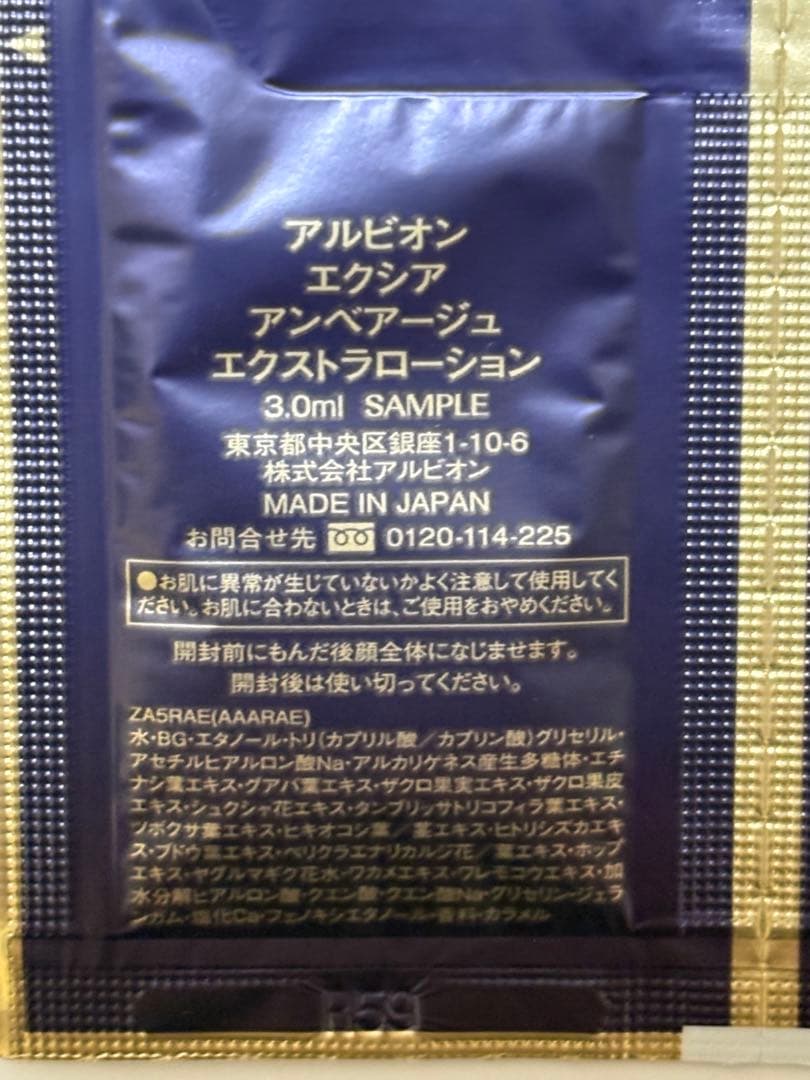 アルビオン
エクシア
アンベアージュ
エクストラローション
3.0ml SAMPLE
東京都中央区銀座1-10-6
株式会社アルビオン
MADE IN JAPAN
お問合せ先 0120-114-225
●お肌に異常が生じていないかよく注意して使用してく
ださい。お肌に合わないときは、ご使用をおやめください。
開封前にもんだ後顔全体になじませます。
開封後は使い切ってください。
ZA5RAE(AAARAE)
水・BG・エタノール・トリ(カプリル酸/カプリン酸)グリセリル・
アセチルヒアルロン酸Na・アルカリゲネス産生多糖体・エチ
ナシ葉エキス・グアバ葉エキス・ザクロ果実エキス・ザクロ果皮
エキス・シュクシャ花エキス・タンブリッサトリコフィラ葉エキス・
ノボクサ葉エキス・ヒキオコシ葉/茎エキス・ヒトリシズカエキ
ス・ブドウ葉エキス・ペリクラエナリカルジ花/葉エキス・ホップ
エキス・ヤグルマギク花水・ワカメエキス・ワレモコウエキス・加
水分解ヒアルロン酸・クエン酸・クエン酸Na・グリセリン・ジェラ
ンガム・塩化Ca・フェノキシエタノール・香料・カラメル